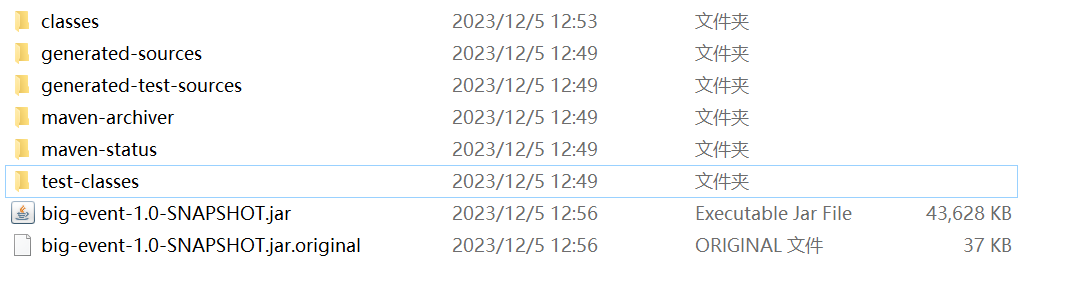 classes 2023/12/5 12:53 文件夹
generated-sources 2023/12/5 12:49 文件夹
generated-test-sources 2023/12/5 12:49 文件夹
maven-archiver 2023/12/5 12:49 文件夹
maven-status 2023/12/5 12:49 文件夹
test-classes 2023/12/5 12:49 文件夹
big-event-1.0-SNAPSHOT.jar 2023/12/5 12:56 Executable Jar File 43,628 KB
big-event-1.0-SNAPSHOT.jar.original 2023/12/5 12:56 ORIGINAL 文件 37 KB